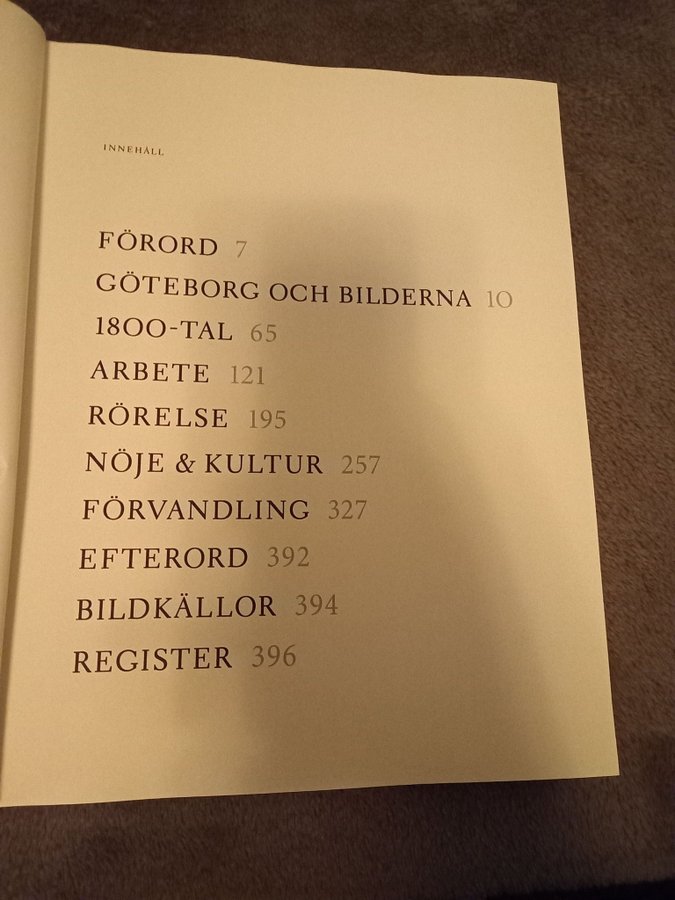 INNEHÅLL
FÖRORD 7
GÖTEBORG OCH BILDERNA 10
1800-TAL 65
ARBETE 121
RÖRELSE 195
NÖJE & KULTUR 257
FÖRVANDLING 327
EFTERORD 392
BILDKÄLLOR 394
REGISTER 396